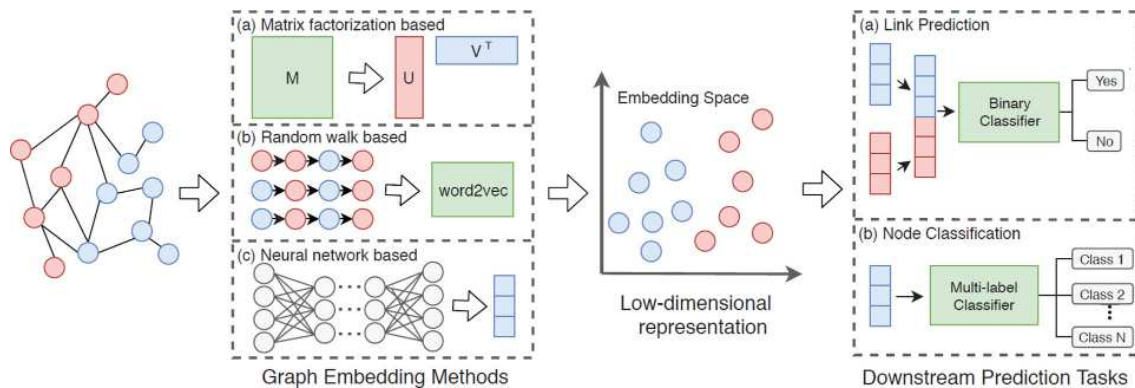 (a) Matrix factorization based
M
U
V^T
(b) Random walk based
word2vec
(c) Neural network based
Graph Embedding Methods
Embedding Space
Low-dimensional
representation
(a) Link Prediction
Binary
Classifier
Yes
No
(b) Node Classification
Multi-label
Classifier
Class 1
Class 2
Class N
Downstream Prediction Tasks